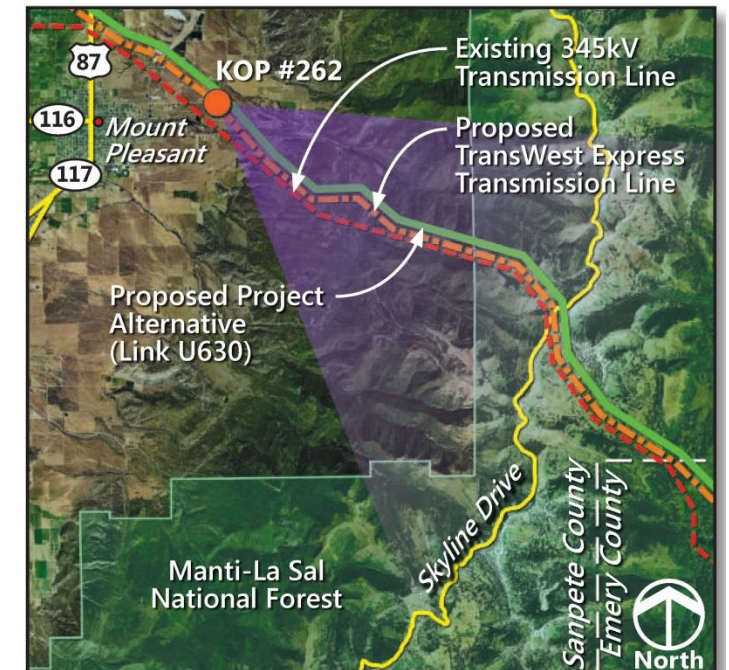 87
KOP #262
Existing 345kV
Transmission Line
116
Mount
Pleasant
Proposed
TransWest Express
Transmission Line
117
Proposed Project
Alternative
(Link U630)
Skyline Drive
Manti-La Sal
National Forest
Sanpete County
Emery County
North